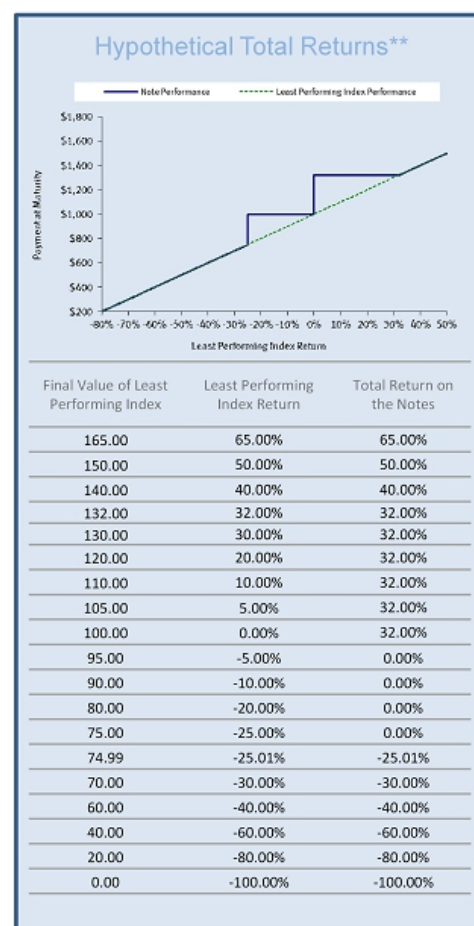 Hypothetical Total Returns**
Note Performance Least Performing Index Performance
$1,800
$1,600
$1,400
$1,200
$1,000
$800
$600
$400
$200
Payment at Maturity
-80% -70% -60% -50% -40% -30% -20% -10% 0% 10% 20% 30% 40% 50%
Least Performing Index Return
Final Value of Least Performing Index Least Performing Index Return Total Return on the Notes
165.00 65.00% 65.00%
150.00 50.00% 50.00%
140.00 40.00% 40.00%
132.00 32.00% 32.00%
130.00 30.00% 32.00%
120.00 20.00% 32.00%
110.00 10.00% 32.00%
105.00 5.00% 32.00%
100.00 0.00% 32.00%
95.00 -5.00% 0.00%
90.00 -10.00% 0.00%
80.00 -20.00% 0.00%
75.00 -25.00% 0.00%
74.99 -25.01% -25.01%
70.00 -30.00% -30.00%
60.00 -40.00% -40.00%
40.00 -60.00% -60.00%
20.00 -80.00% -80.00%
0.00 -100.00% -100.00%